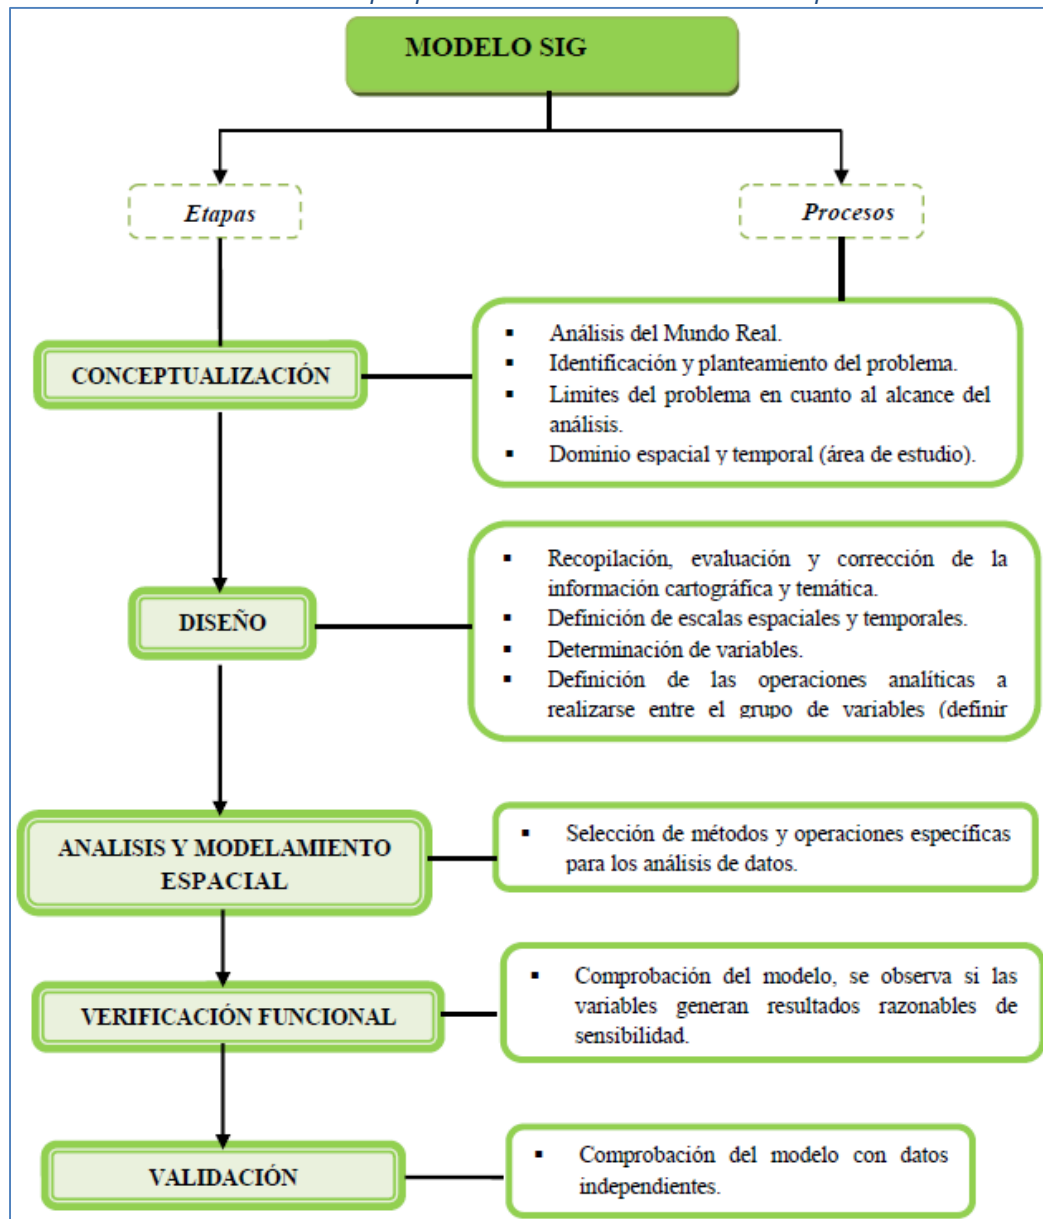 MODELO SIG
Etapas
Procesos
CONCEPTUALIZACIÓN
▪ Análisis del Mundo Real.
▪ Identificación y planteamiento del problema.
▪ Limites del problema en cuanto al alcance del
análisis.
▪ Dominio espacial y temporal (área de estudio).
DISEÑO
▪ Recopilación, evaluación y corrección de la
información cartográfica y temática.
▪ Definición de escalas espaciales y temporales.
▪ Determinación de variables.
▪ Definición de las operaciones analíticas a
realizarse entre el grupo de variables (definir
ANALISIS Y MODELAMIENTO
ESPACIAL
▪ Selección de métodos y operaciones específicas
para los análisis de datos.
VERIFICACIÓN FUNCIONAL
▪ Comprobación del modelo, se observa si las
variables generan resultados razonables de
sensibilidad.
VALIDACIÓN
▪ Comprobación del modelo con datos
independientes.